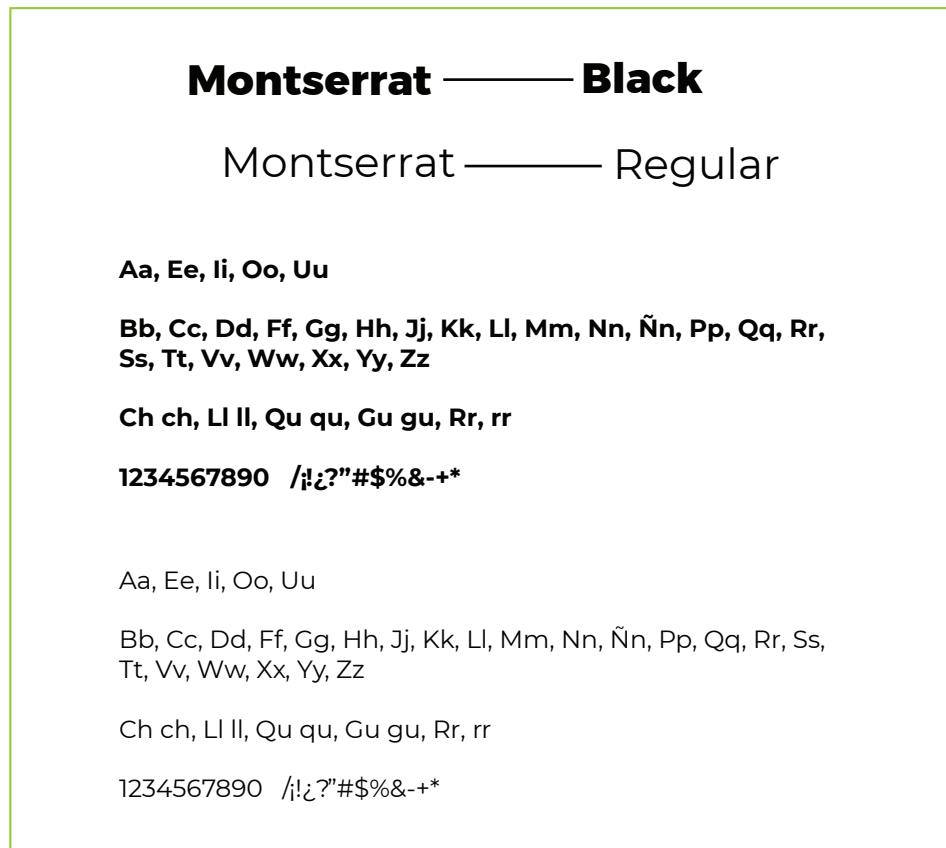 Montserrat Black
Montserrat Regular
Aa, Ee, Ii, Oo, Uu
Bb, Cc, Dd, Ff, Gg, Hh, Jj, Kk, Ll, Mm, Nn, Ñn, Pp, Qq, Rr,
Ss, Tt, Vv, Ww, Xx, Yy, Zz
Ch ch, Ll ll, Qu qu, Gu gu, Rr, rr
1234567890 /¡!¿?”#$%&-+*
Aa, Ee, Ii, Oo, Uu
Bb, Cc, Dd, Ff, Gg, Hh, Jj, Kk, Ll, Mm, Nn, Ñn, Pp, Qq, Rr, Ss,
Tt, Vv, Ww, Xx, Yy, Zz
Ch ch, Ll ll, Qu qu, Gu gu, Rr, rr
1234567890 /¡!¿?”#$%&-+*